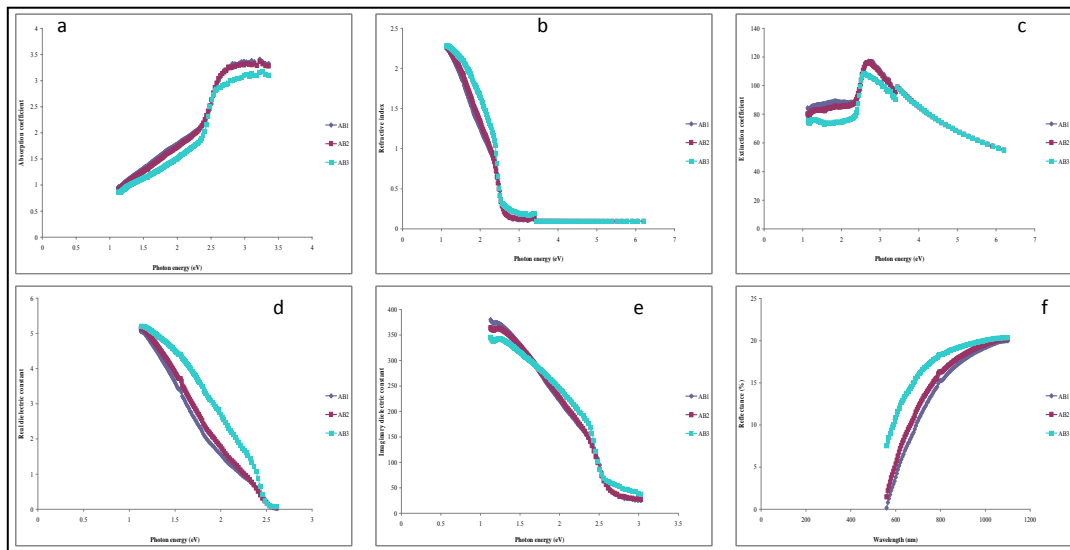 a
Absorption coefficient
4
3.5
3
2.5
2
1.5
1
0.5
0
0 0.5 1 1.5 2 2.5 3 3.5 4
Photon energy (eV)
AB1
AB2
AB3
b
Refractive index
2.5
2
1.5
1
0.5
0
0 1 2 3 4 5 6 7
Photon energy (eV)
AB1
AB2
AB3
c
Extinction coefficient
140
120
100
80
60
40
20
0
0 1 2 3 4 5 6 7
Photon energy (eV)
AB1
AB2
AB3
d
Real dielectric constant
6
5
4
3
2
1
0
0 0.5 1 1.5 2 2.5 3
Photon energy (eV)
AB1
AB2
AB3
e
Imaginary dielectric constant
400
350
300
250
200
150
100
50
0
0 0.5 1 1.5 2 2.5 3 3.5
Photon energy (eV)
AB1
AB2
AB3
f
Reflectance (%)
25
20
15
10
5
0
0 200 400 600 800 1000 1200
Wavelength (nm)
AB1
AB2
AB3